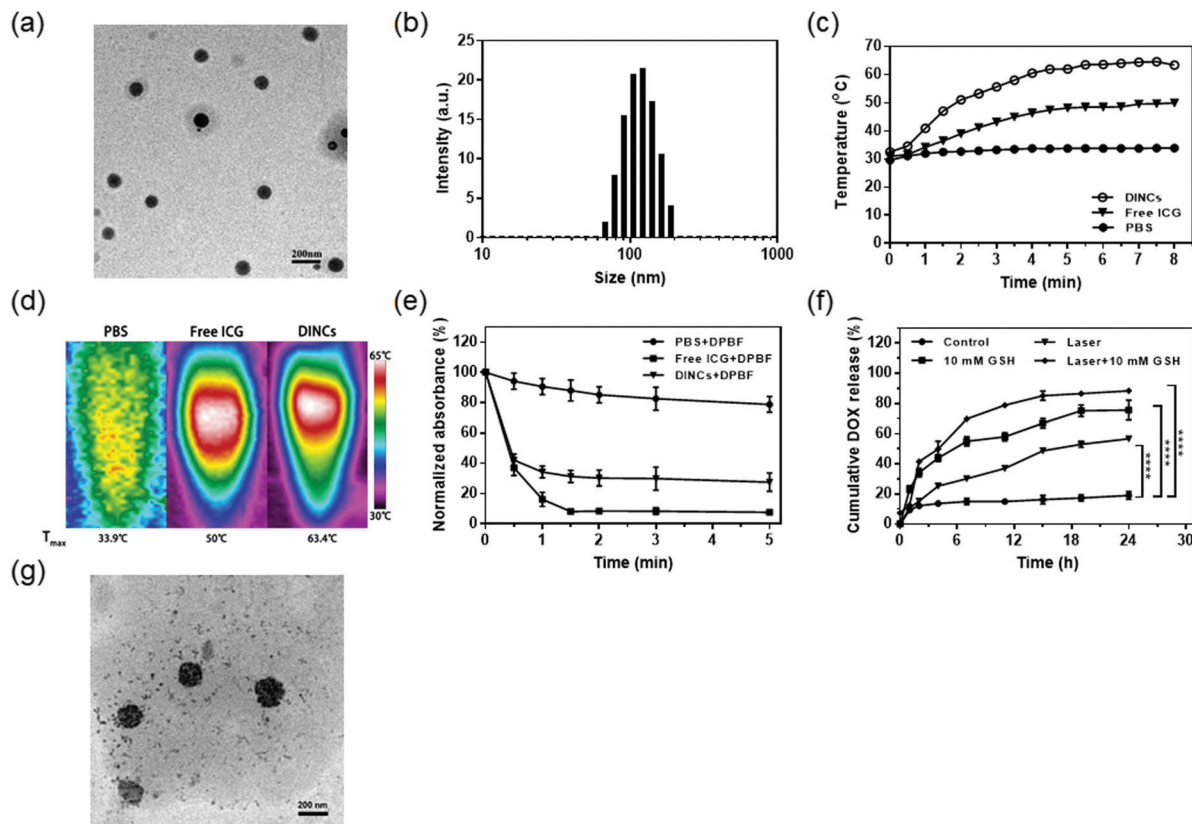 (a)
200nm
(b)
25
20
15
10
5
0
Intensity (a.u.)
10
100
1000
Size (nm)
(c)
70
60
50
40
30
20
10
0
Temperature (°C)
DINCs
Free ICG
PBS
0 1 2 3 4 5 6 7 8
Time (min)
(d)
PBS Free ICG DINCs
65℃
30℃
Tmax 33.9℃ 50℃ 63.4℃
(e)
120
100
80
60
40
20
0
Normalized absorbance (%)
PBS+DPBF
Free ICG+DPBF
DINCs+DPBF
0 1 2 3 4 5
Time (min)
(f)
120
100
80
60
40
20
0
Cumulative DOX release (%)
Control Laser
10 mM GSH Laser+10 mM GSH
**** **** ****
0 6 12 18 24 30
Time (h)
(g)
200 nm